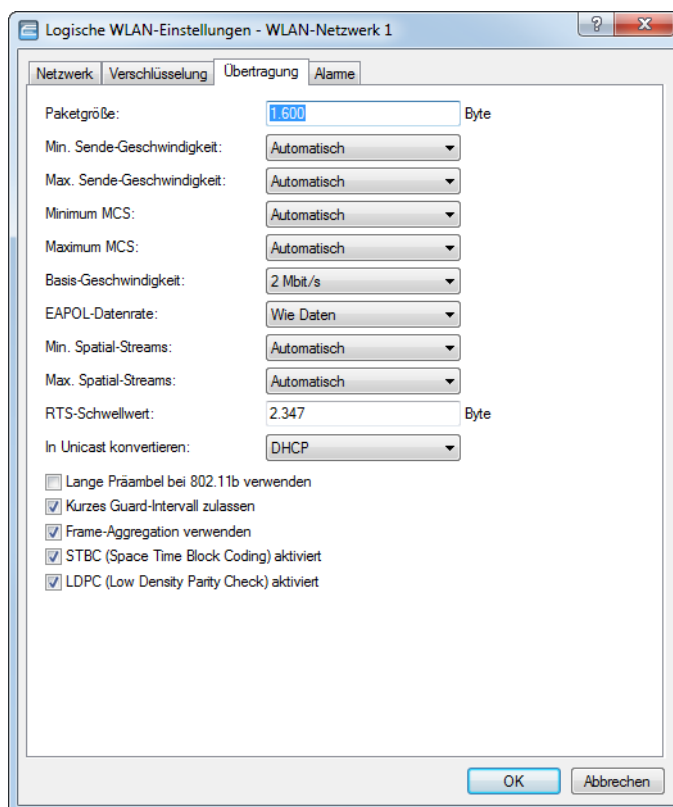 Logische WLAN-Einstellungen - WLAN-Netzwerk 1
?
Netzwerk Verschlüsselung Übertragung Alarme
Paketgröße: 1.600 Byte
Min. Sende-Geschwindigkeit: Automatisch
Max. Sende-Geschwindigkeit: Automatisch
Minimum MCS: Automatisch
Maximum MCS: Automatisch
Basis-Geschwindigkeit: 2 Mbit/s
EAPOL-Datenrate: Wie Daten
Min. Spatial-Streams: Automatisch
Max. Spatial-Streams: Automatisch
RTS-Schwellwert: 2.347 Byte
In Unicast konvertieren: DHCP
Lange Präambel bei 802.11b verwenden
Kurzes Guard-Intervall zulassen
Frame-Aggregation verwenden
STBC (Space Time Block Coding) aktiviert
LDPC (Low Density Parity Check) aktiviert
OK Abbrechen